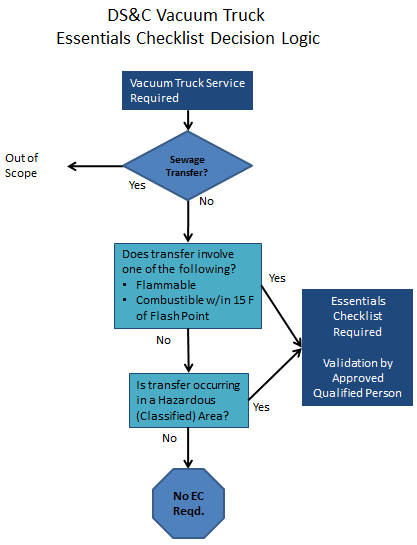 DS&C Vacuum Truck
Essentials Checklist Decision Logic
Vacuum Truck Service
Required
Out of
Scope
Sewage
Transfer?
Yes
No
Does transfer involve
one of the following?
• Flammable
• Combustible w/in 15 F
of Flash Point
Yes
Essentials
Checklist
Required
Validation by
Approved
Qualified Person
No
Is transfer occurring
in a Hazardous
(Classified) Area?
Yes
No
No EC
Reqd.